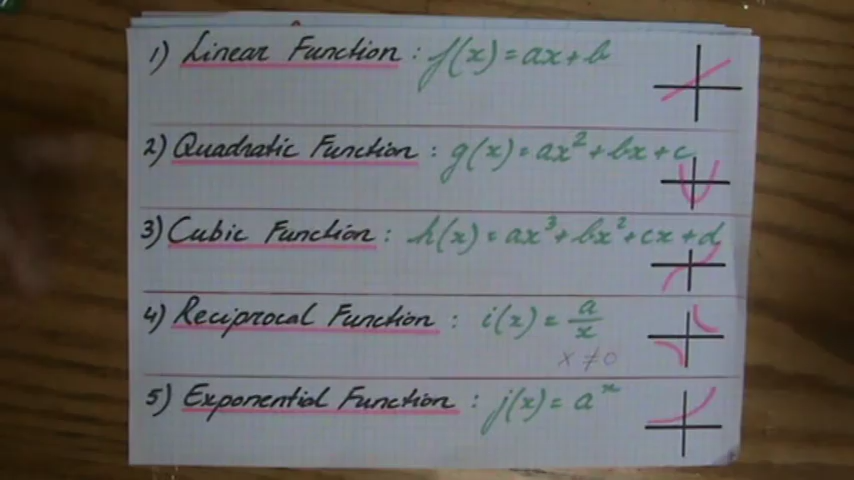 1) Linear Function : f(x) = ax + b
2) Quadratic Function : g(x) = ax² + bx + c
3) Cubic Function : h(x) = ax³ + bx² + cx + d
4) Reciprocal Function : i(x) = a/x
x ≠ 0
5) Exponential Function : j(x) = aˣ